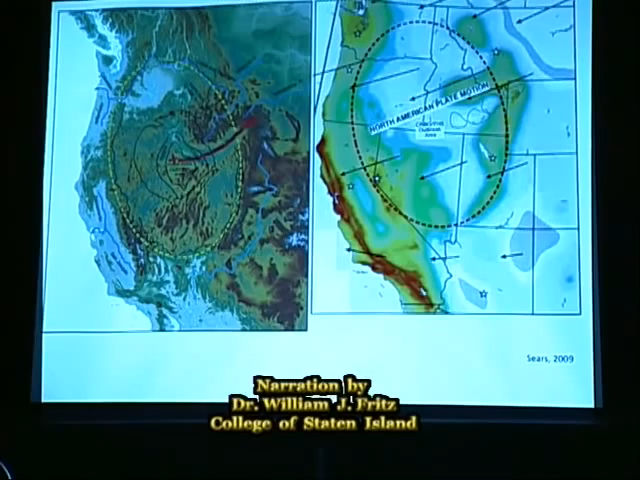 NORTH AMERICAN PLATE MOTION
Sears, 2009
Narration by
Dr. William J. Fritz
College of Staten Island